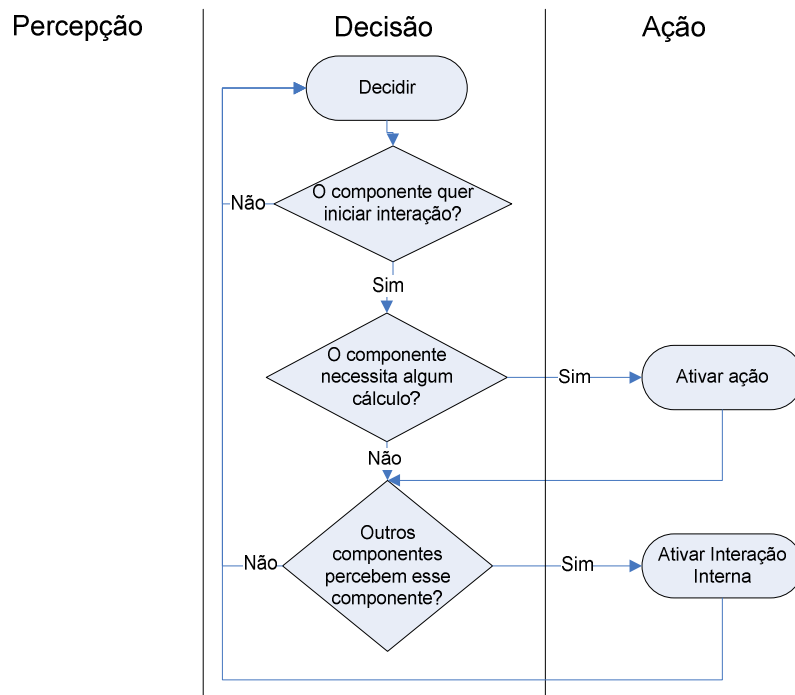 Percepção
Decisão
Ação
Decidir
O componente quer
iniciar interação?
Não
Sim
O componente
necessita algum
cálculo?
Sim
Ativar ação
Não
Outros
componentes
percebem esse
componente?
Não
Sim
Ativar Interação
Interna